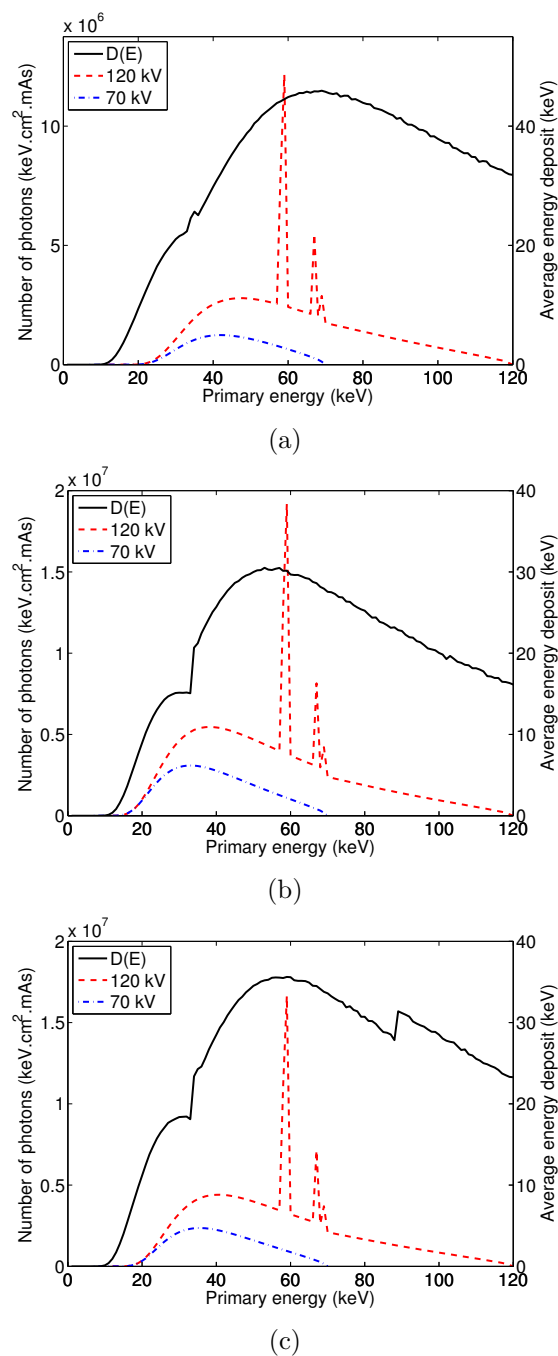 x 10^6
D(E)
120 kV
70 kV
Number of photons (keV.cm^2.mAs)
10
5
0
Average energy deposit (keV)
40
20
0
0 20 40 60 80 100 120
Primary energy (keV)
(a)
x 10^7
D(E)
120 kV
70 kV
Number of photons (keV.cm^2.mAs)
2
1.5
1
0.5
0
Average energy deposit (keV)
40
30
20
10
0
0 20 40 60 80 100 120
Primary energy (keV)
(b)
x 10^7
D(E)
120 kV
70 kV
Number of photons (keV.cm^2.mAs)
2
1.5
1
0.5
0
Average energy deposit (keV)
40
30
20
10
0
0 20 40 60 80 100 120
Primary energy (keV)
(c)